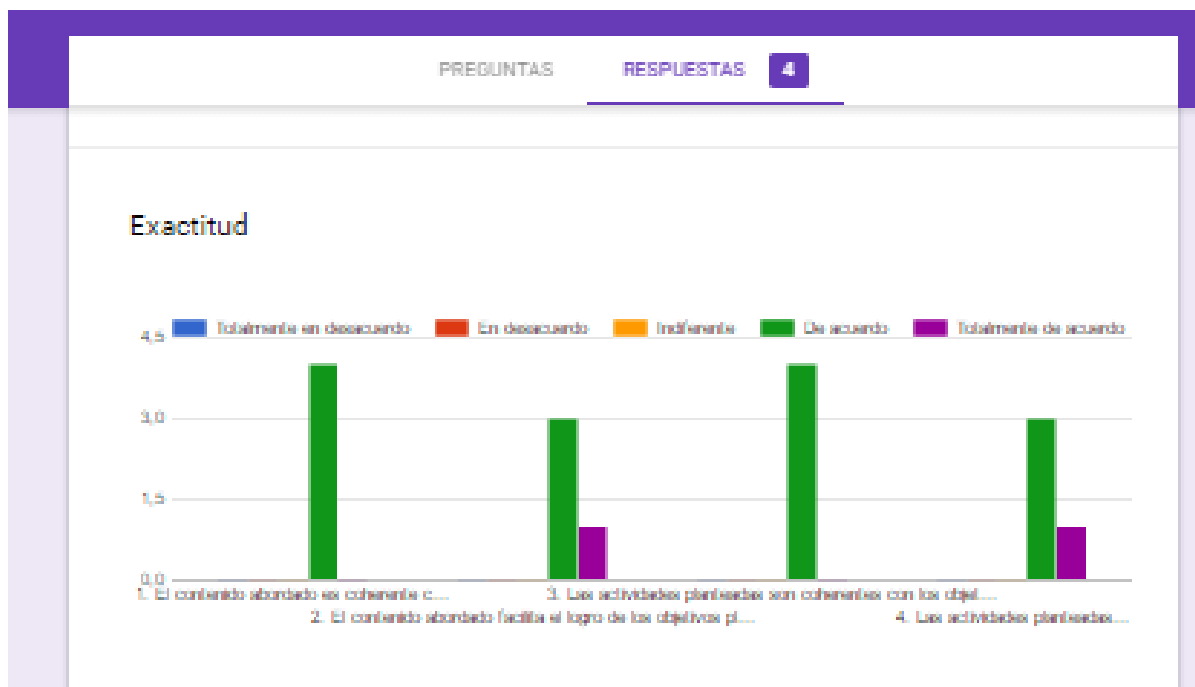 PREGUNTAS RESPUESTAS 4
Exactitud
Totalmente en desacuerdo En desacuerdo Indiferente De acuerdo Totalmente de acuerdo
4,5
3,0
1,5
0,0
1. El contenido abordado es coherente c...
3. Las actividades planteadas son coherentes con los objet...
2. El contenido abordado facilita el logro de los objetivos pl...
4. Las actividades planteadas...